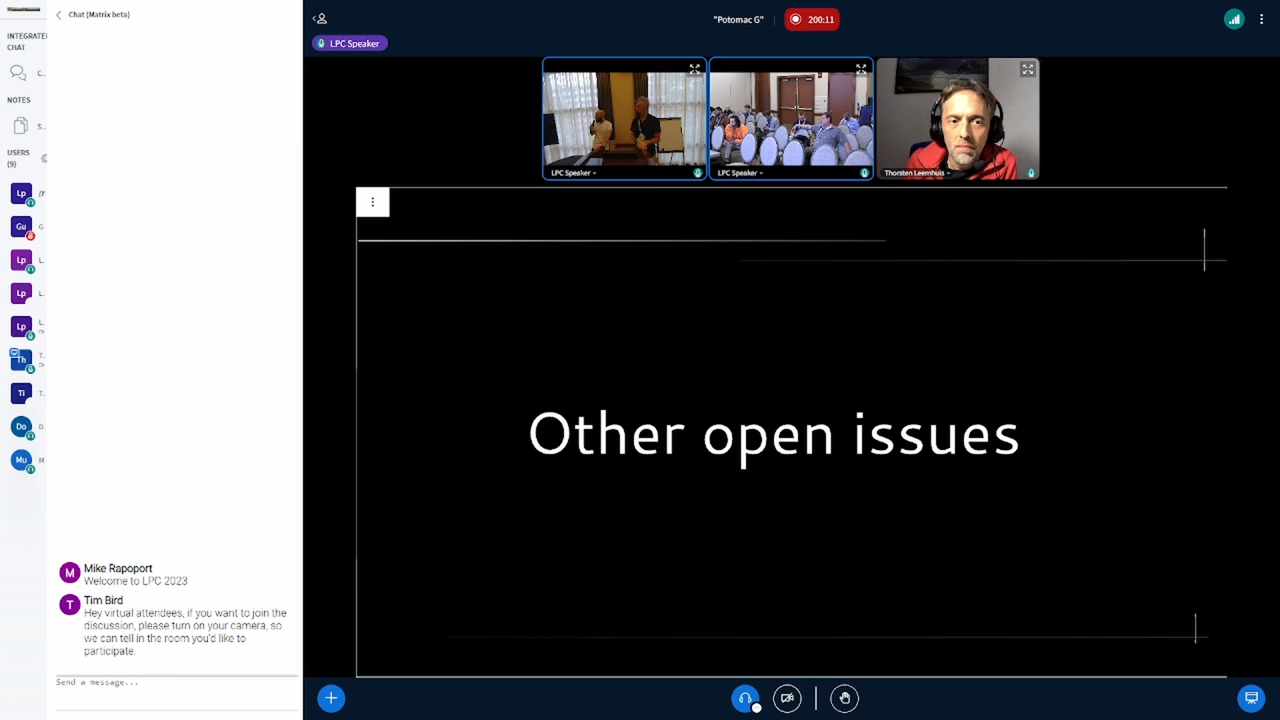 Chat [Matrix beta]
INTEGRATE
CHAT
C..
NOTES
S..
USERS
(9)
Lp
Gu
G
Lp
L..
Lp
L..
Lp
L..
Th
T..
Ti
T..
Do
D.
Mu
M
M
Mike Rapoport
Welcome to LPC 2023
T
Tim Bird
Hey virtual attendees, if you want to join the
discussion, please turn on your camera, so
we can tell in the room you'd like to
participate.
Send a message...
"Potomac G"
200:11
LPC Speaker
LPC Speaker
LPC Speaker
Thorsten Leemhuis
Other open issues